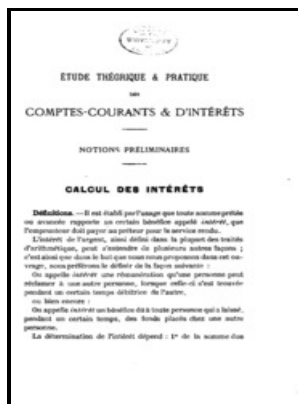 ÉTUDE THÉORIQUE & PRATIQUE
DES
COMPTES-COURANTS & D'INTÉRÊTS
NOTIONS PRÉLIMINAIRES
CALCUL DES INTÉRÊTS
Définitions. — Il est établi par l'usage que toute somme prêtée
ou avancée rapporte un certain bénéfice appelé intérêt, que
l'emprunteur doit payer au prêteur pour le service rendu.
L'intérêt de l'argent, ainsi défini dans la plupart des traités
d'arithmétique, peut s'entendre de plusieurs autres façons ;
c'est ainsi que dans le but que nous nous proposons dans cet ou-
vrage, nous préférons le définir de la façon suivante :
On appelle intérêt une rémunération qu'une personne peut
réclamer à une autre personne, lorsque celle-ci s'est trouvée
pendant un certain temps débitrice de l'autre,
ou bien encore :
On appelle intérêt un bénéfice dû à toute personne qui a laissé,
pendant un certain temps, des fonds placés chez une autre
personne.
La détermination de l'intérêt dépend : 1° de la somme due